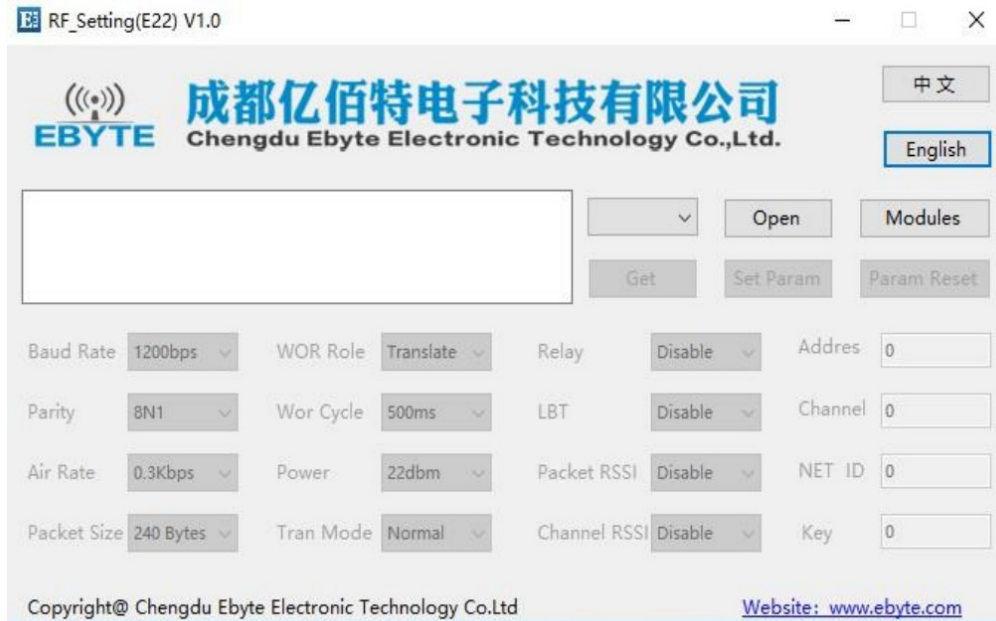 RF_Setting(E22) V1.0
成都亿佰特电子科技有限公司
中文
EBYTE
Chengdu Ebyte Electronic Technology Co.,Ltd.
English
Open
Modules
Get
Set Param
Param Reset
Baud Rate 1200bps WOR Role Translate Relay Disable Addres 0
Parity 8N1 Wor Cycle 500ms LBT Disable Channel 0
Air Rate 0.3Kbps Power 22dbm Packet RSSI Disable NET ID 0
Packet Size 240 Bytes Tran Mode Normal Channel RSSI Disable Key 0
Copyright@ Chengdu Ebyte Electronic Technology Co.Ltd
Website: www.ebyte.com